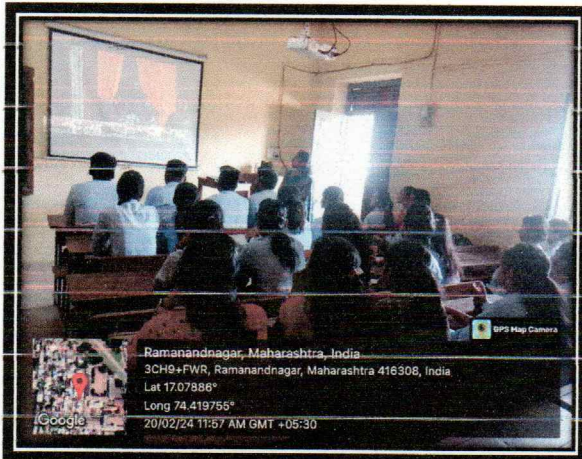 GPS Map Camera
Ramanandnagar, Maharashtra, India
3CH9+FWR, Ramanandnagar, Maharashtra 416308, India
Lat 17.07886°
Long 74.419755°
20/02/24 11:57 AM GMT +05:30
Google